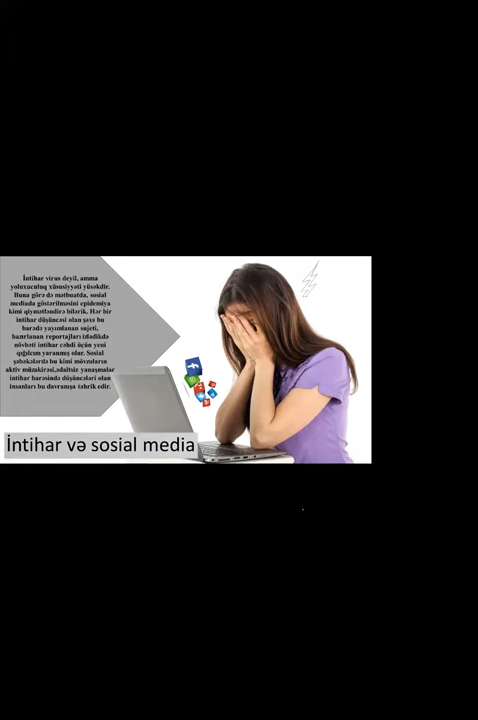 İntihar virus deyil, amma
yoluxuculuq xüsusiyyəti yüsəkdir.
Buna görə də mətbuatda, sosial
mediada göstərilməsini epidemiya
kimi qiymətləndirə bilərik. Hər bir
intihar düşüncəsi olan şəxs bu
barədə yayımlanan sujeti,
hazırlanan reportajları izlədikdə
növbəti intihar cəhdi üçün yeni
qığılcım yaranmış olur. Sosial
şəbəkələrdə bu kimi mövzuların
aktiv müzakirəsi,ədaltsiz yanaşmalar
intihar barəsində düşüncələri olan
insanları bu davranışa təhrik edir.
İntihar və sosial media